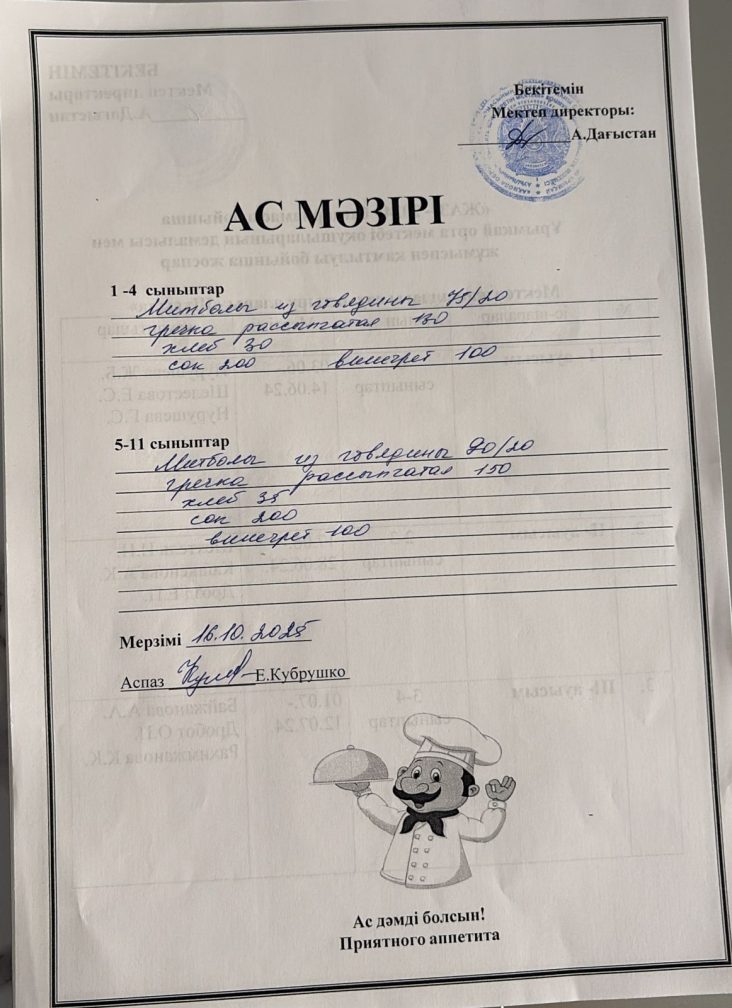 Бекітемін
Мектеп директоры:
А.Дағыстан
АС МӘЗІРІ
1 -4 сыныптар
Митболы из говядины 75/20
гречка рассыпчатая 130
хлеб 30
сок 200 винегрет 100
5-11 сыныптар
Митболы из говядины 90/20
гречка рассыпчатая 150
хлеб 35
сок 200
винегрет 100
Мерзімі 16.10.2025
Аспаз Е.Кубрушко
Ас дәмді болсын!
Приятного аппетита